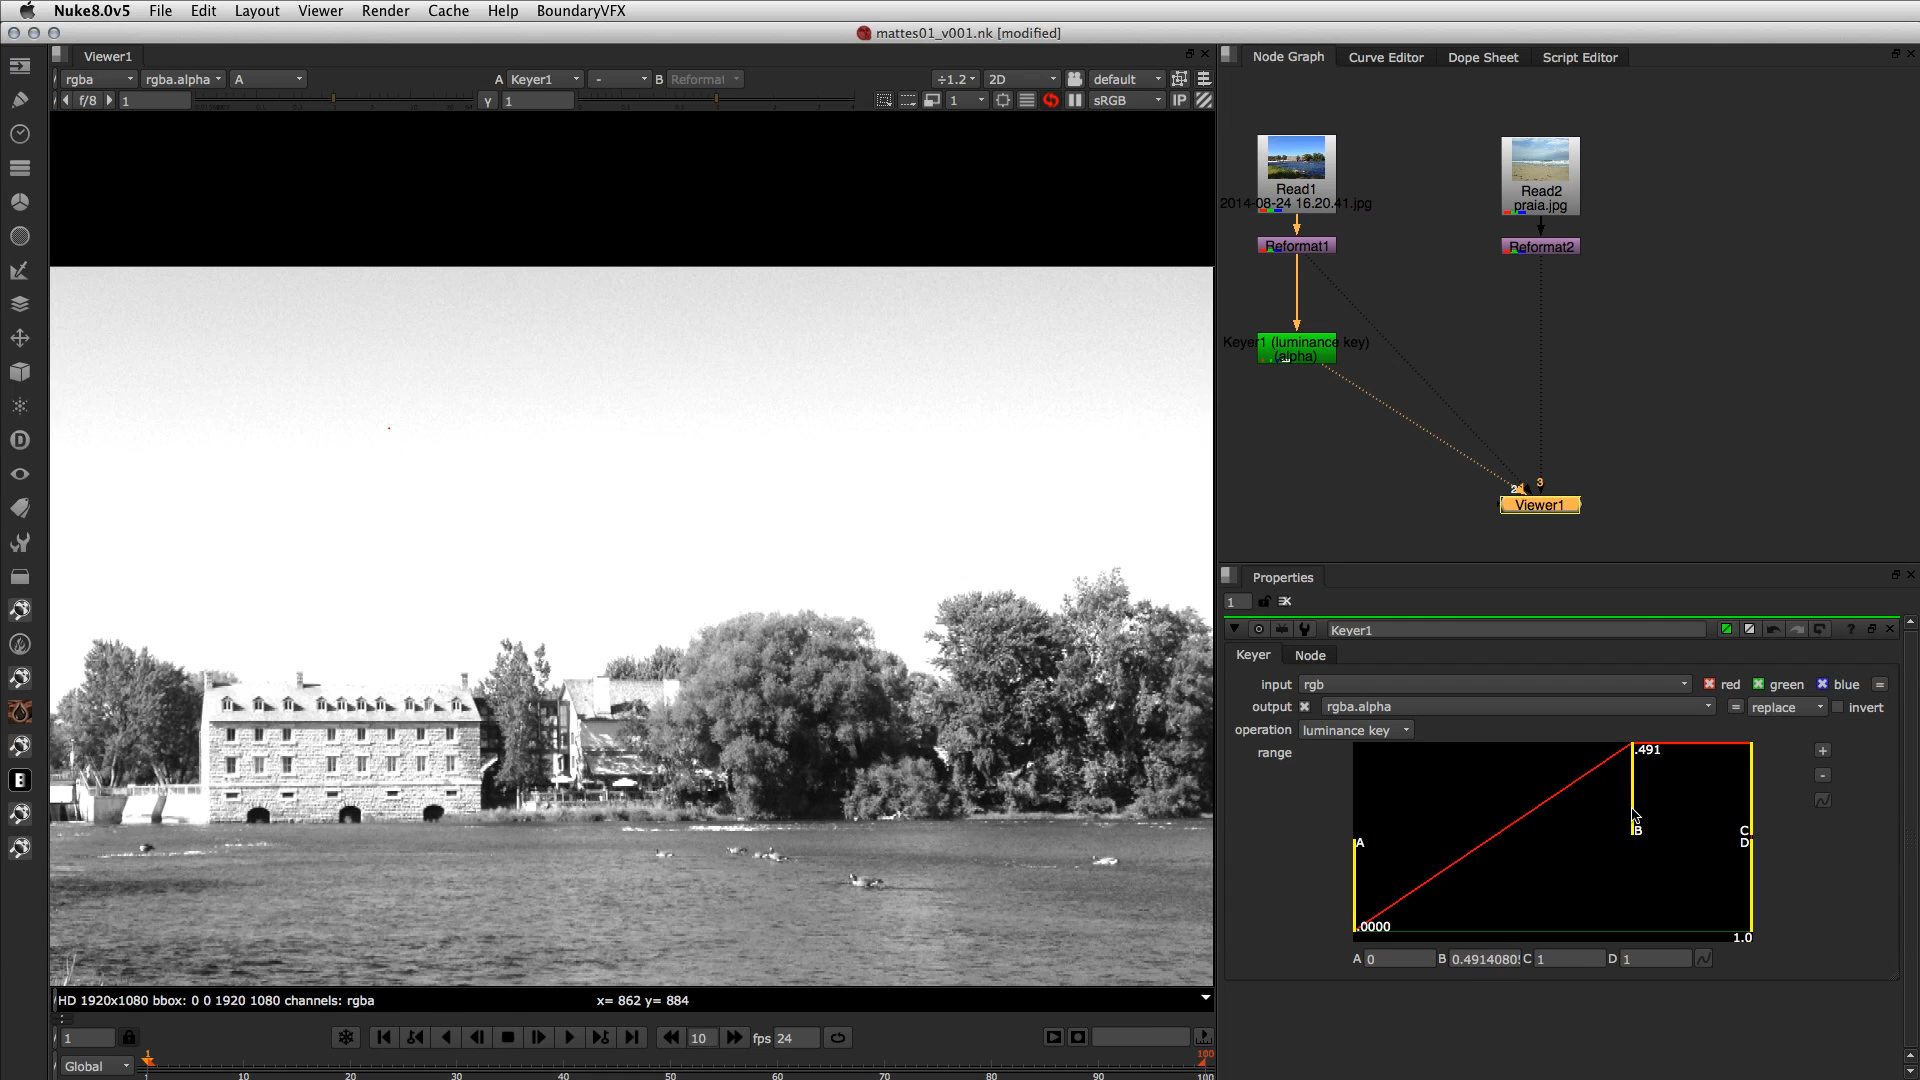 Nuke8.0v5 File Edit Layout Viewer Render Cache Help BoundaryVFX
mattes01_v001.nk [modified]
Viewer1
rgba rgba.alpha A A Keyer1 - B Reformat ÷1.2 2D default
f/8 1 γ 1 1 sRGB IP
HD 1920x1080 bbox: 0 0 1920 1080 channels: rgba x= 862 y= 884
1 10 fps 24
Global 1 1 10 20 30 40 50 60 70 80 90 100 100
Node Graph Curve Editor Dope Sheet Script Editor
Read1
2014-08-24 16.20.41.jpg
Reformat1
Keyer1 (luminance key)
(alpha)
Read2
praia.jpg
Reformat2
3
Viewer1
Properties
1
Keyer1
Keyer Node
input rgb red green blue =
output rgba.alpha = replace invert
operation luminance key
range
.491
B
C
A D
.0000
1.0
A 0 B 0.4914080 C 1 D 1